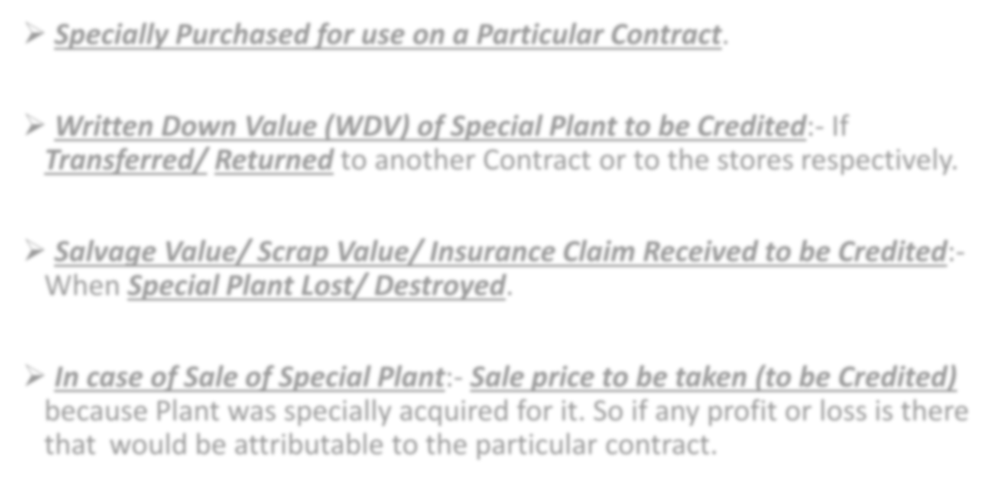 ➢ Specially Purchased for use on a Particular Contract.
➢ Written Down Value (WDV) of Special Plant to be Credited:- If
Transferred/ Returned to another Contract or to the stores respectively.
➢ Salvage Value/ Scrap Value/ Insurance Claim Received to be Credited:-
When Special Plant Lost/ Destroyed.
➢ In case of Sale of Special Plant:- Sale price to be taken (to be Credited)
because Plant was specially acquired for it. So if any profit or loss is there
that  would be attributable to the particular contract.